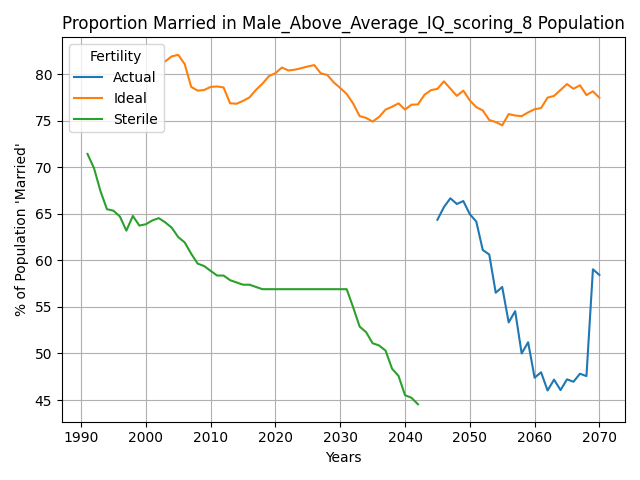 Proportion Married in Male_Above_Average_IQ_scoring_8 Population
Fertility
Actual
Ideal
Sterile
% of Population 'Married'
80
75
70
65
60
55
50
45
1990
2000
2010
2020
2030
2040
2050
2060
2070
Years